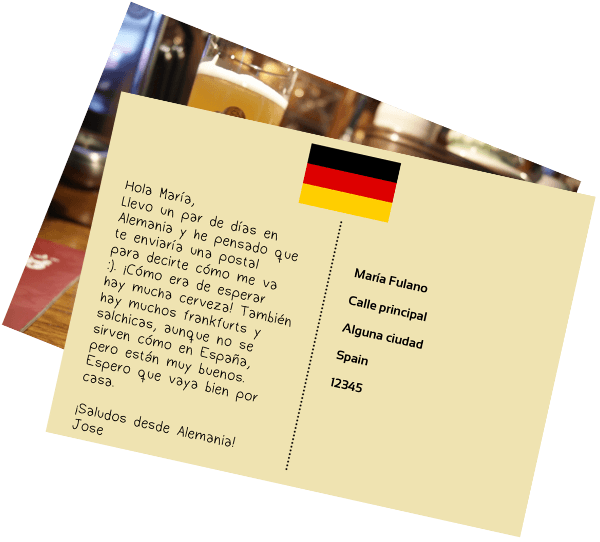 Hola María,
Llevo un par de días en
Alemania y he pensado que
te enviaría una postal
para decirte cómo me va
:). ¡Cómo era de esperar
hay mucha cerveza! También
hay muchos frankfurts y
salchicas, aunque no se
sirven cómo en España,
pero estén muy buenos.
Espero que vaya bien por
casa.
¡Saludos desde Alemania!
Jose
María Fulano
Calle principal
Alguna ciudad
Spain
12345